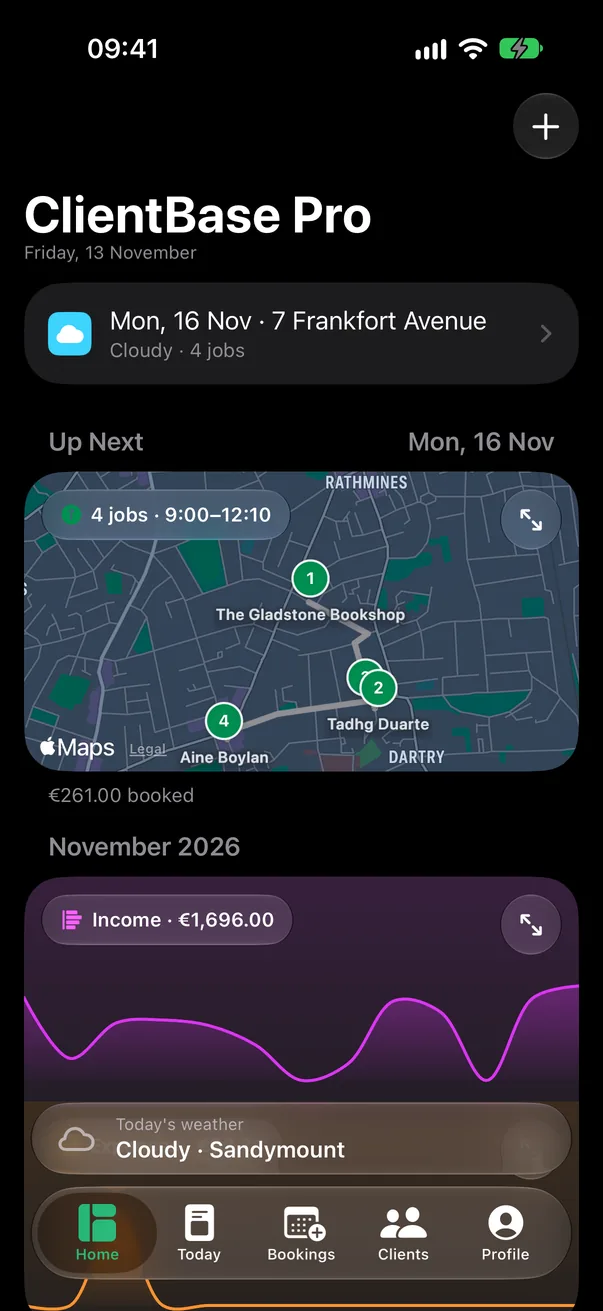 09:41
ClientBase Pro
Friday, 13 November
Mon, 16 Nov · 7 Frankfort Avenue
Cloudy · 4 jobs
Up Next
Mon, 16 Nov
RATHMINES
4 jobs · 9:00–12:10
1
The Gladstone Bookshop
2
Tadhg Duarte
4
Aine Boylan
DARTRY
Maps
Legal
€261.00 booked
November 2026
Income · €1,696.00
Today's weather
Cloudy · Sandymount
Home
Today
Bookings
Clients
Profile